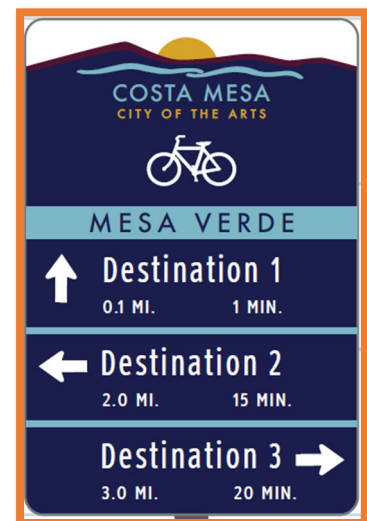 COSTA MESA
CITY OF THE ARTS
MESA VERDE
Destination 1
0.1 MI. 1 MIN.
Destination 2
2.0 MI. 15 MIN.
Destination 3
3.0 MI. 20 MIN.